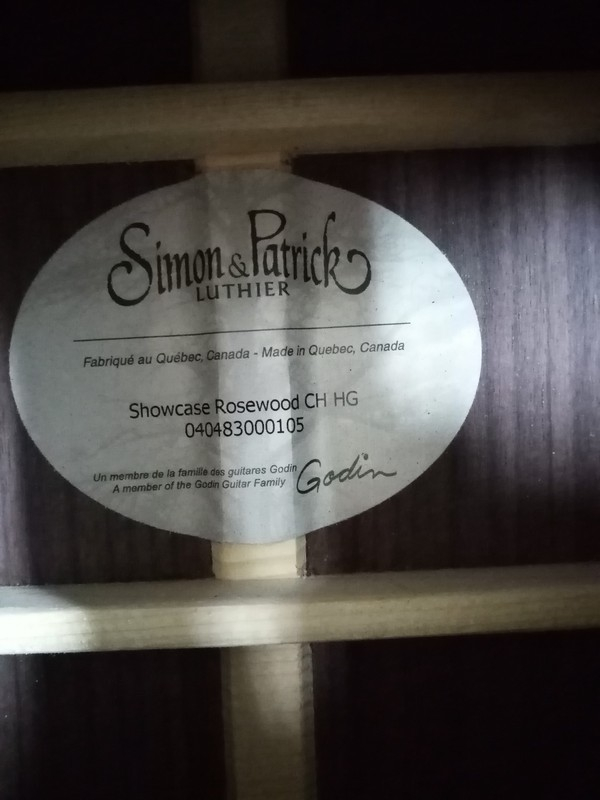 Simon & Patrick
LUTHIER
Fabriqué au Québec, Canada - Made in Quebec, Canada
Showcase Rosewood CH HG
040483000105
Un membre de la famille des guitares Godin
A member of the Godin Guitar Family
Godin